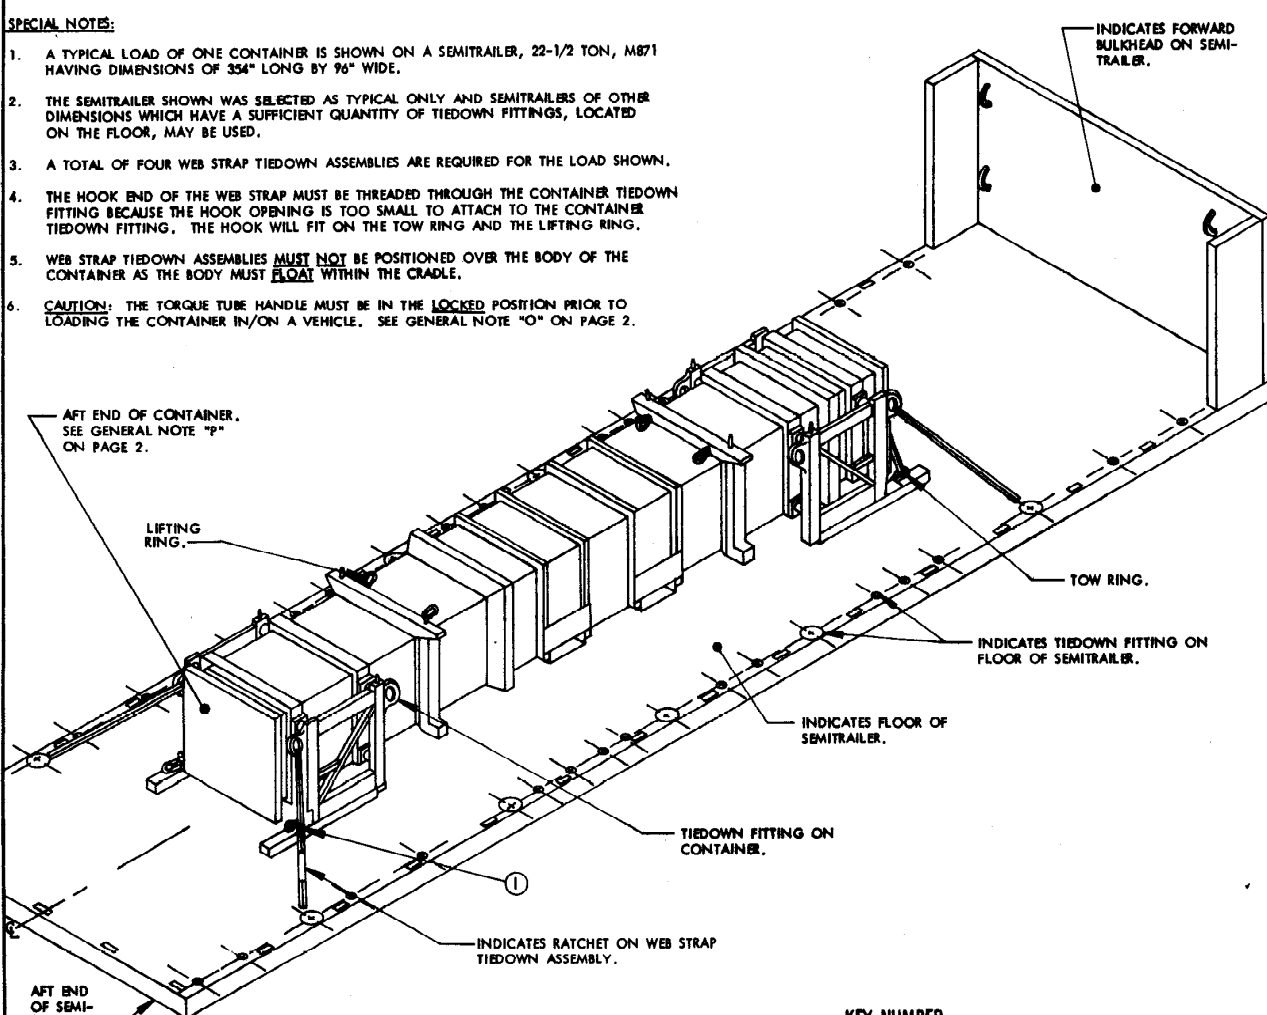 SPECIAL NOTES:
1. A TYPICAL LOAD OF ONE CONTAINER IS SHOWN ON A SEMITRAILER, 22-1/2 TON, M871
HAVING DIMENSIONS OF 354" LONG BY 96" WIDE.
2. THE SEMITRAILER SHOWN WAS SELECTED AS TYPICAL ONLY AND SEMITRAILERS OF OTHER
DIMENSIONS WHICH HAVE A SUFFICIENT QUANTITY OF TIEDOWN FITTINGS, LOCATED
ON THE FLOOR, MAY BE USED.
3. A TOTAL OF FOUR WEB STRAP TIEDOWN ASSEMBLIES ARE REQUIRED FOR THE LOAD SHOWN.
4. THE HOOK END OF THE WEB STRAP MUST BE THREADED THROUGH THE CONTAINER TIEDOWN
FITTING BECAUSE THE HOOK OPENING IS TOO SMALL TO ATTACH TO THE CONTAINER
TIEDOWN FITTING. THE HOOK WILL FIT ON THE TOW RING AND THE LIFTING RING.
5. WEB STRAP TIEDOWN ASSEMBLIES MUST NOT BE POSITIONED OVER THE BODY OF THE
CONTAINER AS THE BODY MUST FLOAT WITHIN THE CRADLE.
6. CAUTION: THE TORQUE TUBE HANDLE MUST BE IN THE LOCKED POSITION PRIOR TO
LOADING THE CONTAINER IN/ON A VEHICLE. SEE GENERAL NOTE "O" ON PAGE 2.
INDICATES FORWARD
BULKHEAD ON SEMI-
TRAILER.
AFT END OF CONTAINER.
SEE GENERAL NOTE "P"
ON PAGE 2.
LIFTING
RING.
TOW RING.
INDICATES TIEDOWN FITTING ON
FLOOR OF SEMITRAILER.
INDICATES FLOOR OF
SEMITRAILER.
TIEDOWN FITTING ON
CONTAINER.
1
INDICATES RATCHET ON WEB STRAP
TIEDOWN ASSEMBLY.
AFT END
OF SEMI-
KEY NUMBER